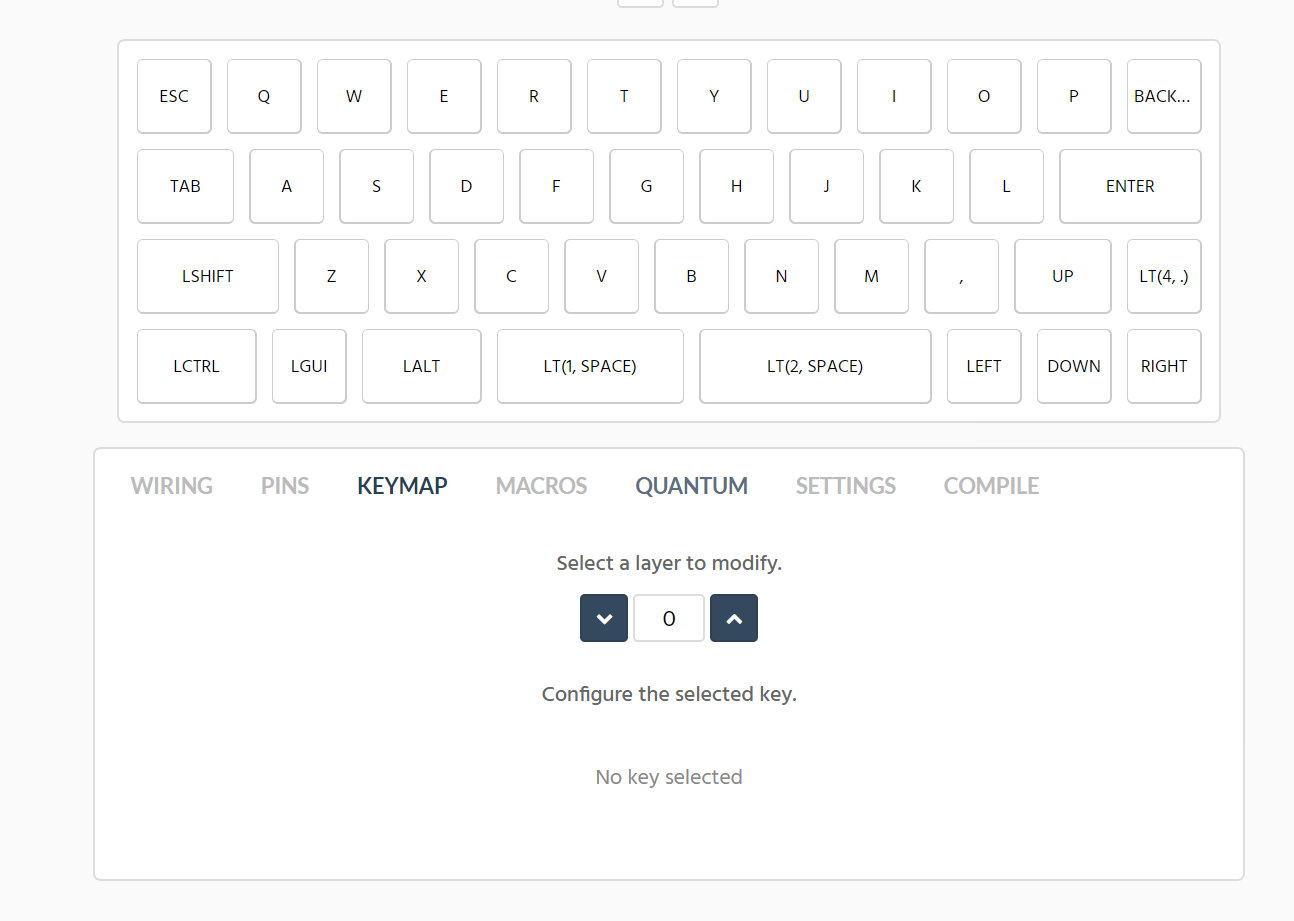 ESC Q W E R T Y U I O P BACK...
TAB A S D F G H J K L ENTER
LSHIFT Z X C V B N M , UP LT(4, .)
LCTRL LGUI LALT LT(1, SPACE) LT(2, SPACE) LEFT DOWN RIGHT
WIRING PINS KEYMAP MACROS QUANTUM SETTINGS COMPILE
Select a layer to modify.
0
Configure the selected key.
No key selected